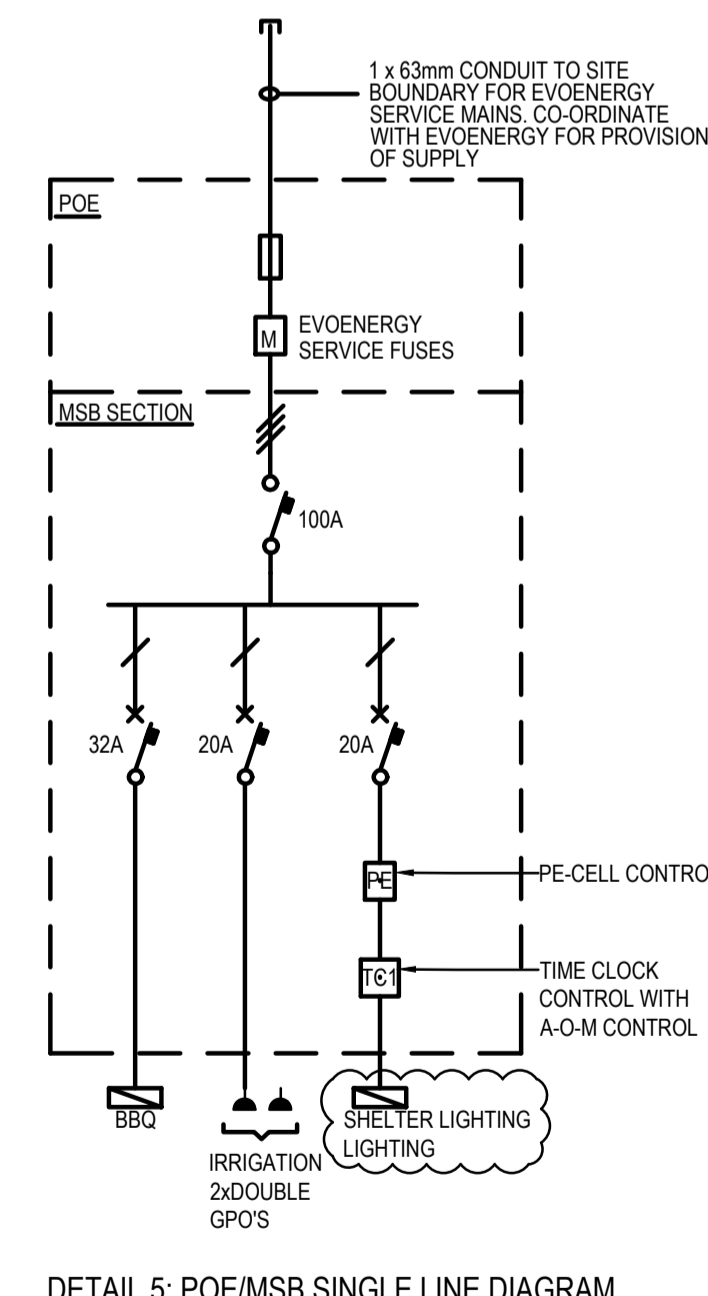 1 x 63mm CONDUIT TO SITE
BOUNDARY FOR EVOENERGY
SERVICE MAINS. CO-ORDINATE
WITH EVOENERGY FOR PROVISION
OF SUPPLY
POE
M
EVOENERGY
SERVICE FUSES
MSB SECTION
100A
32A
20A
20A
PE
PE-CELL CONTRO
TC1
TIME CLOCK
CONTROL WITH
A-O-M CONTROL
BBQ
IRRIGATION
2xDOUBLE
GPO'S
SHELTER LIGHTING
LIGHTING
DETAIL 5: POE/MSB SINGLE LINE DIAGRAM